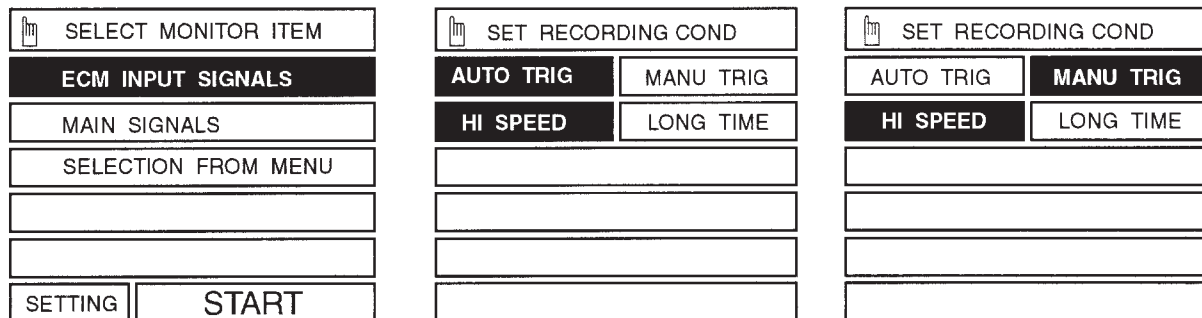 SELECT MONITOR ITEM
ECM INPUT SIGNALS
MAIN SIGNALS
SELECTION FROM MENU
SETTING START
SET RECORDING COND
AUTO TRIG MANU TRIG
HI SPEED LONG TIME
SET RECORDING COND
AUTO TRIG MANU TRIG
HI SPEED LONG TIME